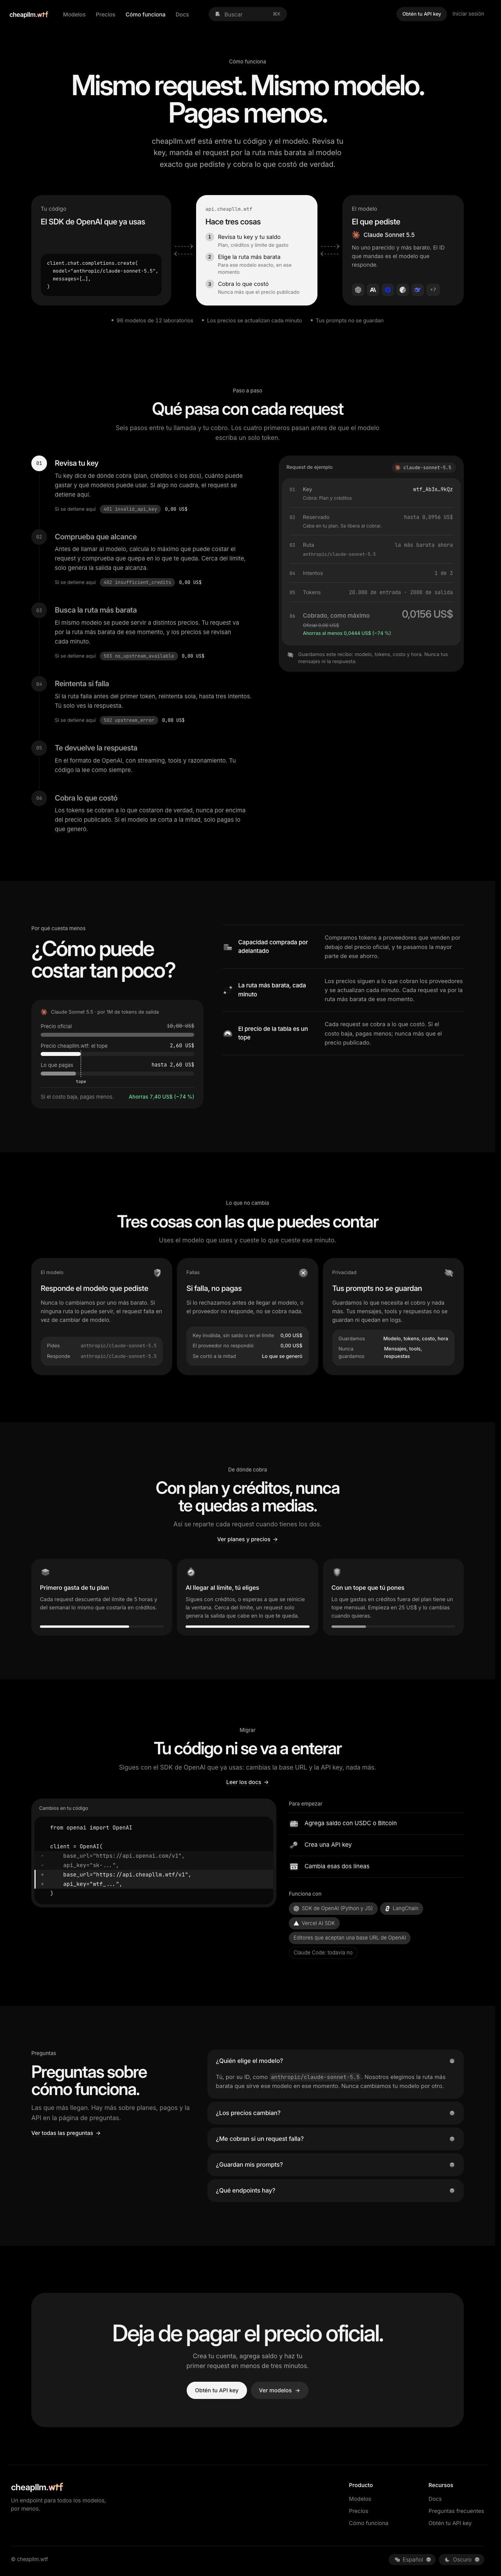 cheapllm.wtf
Modelos
Precios
Cómo funciona
Docs
Buscar
⌘K
Obtén tu API key
Iniciar sesión
Cómo funciona
Mismo request. Mismo modelo.
Pagas menos.
cheapllm.wtf está entre tu código y el modelo. Revisa tu
key, manda el request por la ruta más barata al modelo
exacto que pediste y cobra lo que costó de verdad.
Tu código
El SDK de OpenAI que ya usas
client.chat.completions.create(
model="anthropic/claude-sonnet-5.5",
messages=[…],
)
api.cheapllm.wtf
Hace tres cosas
1 Revisa tu key y tu saldo
Plan, créditos y límite de gasto
2 Elige la ruta más barata
Para ese modelo exacto, en ese
momento
3 Cobra lo que costó
Nunca más que el precio publicado
El modelo
El que pediste
Claude Sonnet 5.5
No uno parecido y más barato. El ID
que mandas es el modelo que
responde.
+7
96 modelos de 12 laboratorios
Los precios se actualizan cada minuto
Tus prompts no se guardan
Paso a paso
Qué pasa con cada request
Seis pasos entre tu llamada y tu cobro. Los cuatro primeros pasan antes de que el modelo
escriba un solo token.
01 Revisa tu key
Tu key dice de dónde cobra (plan, créditos o los dos), cuánto puede
gastar y qué modelos puede usar. Si algo no cuadra, el request se
detiene aquí.
Si se detiene aquí 401 invalid_api_key 0,00 US$
02 Comprueba que alcance
Antes de llamar al modelo, calcula lo máximo que puede costar el
request y comprueba que quepa en lo que te queda. Cerca del límite,
solo genera la salida que alcanza.
Si se detiene aquí 402 insufficient_credits 0,00 US$
03 Busca la ruta más barata
El mismo modelo se puede servir a distintos precios. Tu request va
por la ruta más barata de ese momento, y los precios se revisan
cada minuto.
Si se detiene aquí 503 no_upstream_available 0,00 US$
04 Reintenta si falla
Si la ruta falla antes del primer token, reintenta sola, hasta tres intentos.
Tú solo ves la respuesta.
Si se detiene aquí 502 upstream_error 0,00 US$
05 Te devuelve la respuesta
En el formato de OpenAI, con streaming, tools y razonamiento. Tu
código la lee como siempre.
06 Cobra lo que costó
Los tokens se cobran a lo que costaron de verdad, nunca por encima
del precio publicado. Si el modelo se corta a la mitad, solo pagas lo
que generó.
Request de ejemplo
claude-sonnet-5.5
01 Key wtf_Ab3x…9kQz
Cobra: Plan y créditos
02 Reservado hasta 0,0956 US$
Cabe en tu plan. Se libera al cobrar.
03 Ruta la más barata ahora
anthropic/claude-sonnet-5.5
04 Intentos 1 de 3
05 Tokens 20.000 de entrada · 2000 de salida
06 Cobrado, como máximo 0,0156 US$
Oficial 0,06 US$
Ahorras al menos 0,0444 US$ (−74 %)
Guardamos este recibo: modelo, tokens, costo y hora. Nunca tus
mensajes ni la respuesta.
Por qué cuesta menos
¿Cómo puede
costar tan poco?
Claude Sonnet 5.5 · por 1M de tokens de salida
Precio oficial 10,00 US$
Precio cheapllm.wtf: el tope 2,60 US$
Lo que pagas hasta 2,60 US$
tope
Si el costo baja, pagas menos. Ahorras 7,40 US$ (−74 %)
Capacidad comprada por
adelantado
Compramos tokens a proveedores que venden por
debajo del precio oficial, y te pasamos la mayor
parte de ese ahorro.
La ruta más barata, cada
minuto
Los precios siguen a lo que cobran los proveedores
y se actualizan cada minuto. Cada request va por la
ruta más barata de ese momento.
El precio de la tabla es un
tope
Cada request se cobra a lo que costó. Si el
costo baja, pagas menos; nunca más que el
precio publicado.
Lo que no cambia
Tres cosas con las que puedes contar
Uses el modelo que uses y cueste lo que cueste ese minuto.
El modelo
Responde el modelo que pediste
Nunca lo cambiamos por uno más barato. Si
ninguna ruta lo puede servir, el request falla en
vez de cambiar de modelo.
Pides anthropic/claude-sonnet-5.5
Responde anthropic/claude-sonnet-5.5
Fallas
Si falla, no pagas
Si lo rechazamos antes de llegar al modelo, o
el proveedor no responde, no se cobra nada.
Key inválida, sin saldo o en el límite 0,00 US$
El proveedor no respondió 0,00 US$
Se cortó a la mitad Lo que se generó
Privacidad
Tus prompts no se guardan
Guardamos lo que necesita el cobro y nada
más. Tus mensajes, tools y respuestas no se
guardan ni quedan en logs.
Guardamos Modelo, tokens, costo, hora
Nunca
guardamos
Mensajes, tools,
respuestas
De dónde cobra
Con plan y créditos, nunca
te quedas a medias.
Así se reparte cada request cuando tienes los dos.
Ver planes y precios →
Primero gasta de tu plan
Cada request descuenta del límite de 5 horas y
del semanal lo mismo que costaría en créditos.
Al llegar al límite, tú eliges
Sigues con créditos, o esperas a que se reinicie
la ventana. Cerca del límite, un request solo
genera la salida que cabe en lo que te queda.
Con un tope que tú pones
Lo que gastas en créditos fuera del plan tiene un
tope mensual. Empieza en 25 US$ y lo cambias
cuando quieras.
Migrar
Tu código ni se va a enterar
Sigues con el SDK de OpenAI que ya usas: cambias la base URL y la API key, nada más.
Leer los docs →
Cambios en tu código
from openai import OpenAI
client = OpenAI(
- base_url="https://api.openai.com/v1",
- api_key="sk-...",
+ base_url="https://api.cheapllm.wtf/v1",
+ api_key="wtf_...",
)
Para empezar
Agrega saldo con USDC o Bitcoin
Crea una API key
Cambia esas dos líneas
Funciona con
SDK de OpenAI (Python y JS)
LangChain
Vercel AI SDK
Editores que aceptan una base URL de OpenAI
Claude Code: todavía no
Preguntas
Preguntas sobre
cómo funciona.
Las que más llegan. Hay más sobre planes, pagos y la
API en la página de preguntas.
Ver todas las preguntas →
¿Quién elige el modelo?
Tú, por su ID, como anthropic/claude-sonnet-5.5. Nosotros elegimos la ruta más
barata que sirve ese modelo en ese momento. Nunca cambiamos tu modelo por otro.
¿Los precios cambian?
¿Me cobran si un request falla?
¿Guardan mis prompts?
¿Qué endpoints hay?
Deja de pagar el precio oficial.
Crea tu cuenta, agrega saldo y haz tu
primer request en menos de tres minutos.
Obtén tu API key
Ver modelos →
cheapllm.wtf
Un endpoint para todos los modelos,
por menos.
Producto
Modelos
Precios
Cómo funciona
Recursos
Docs
Preguntas frecuentes
Obtén tu API key
© cheapllm.wtf
Español
Oscuro